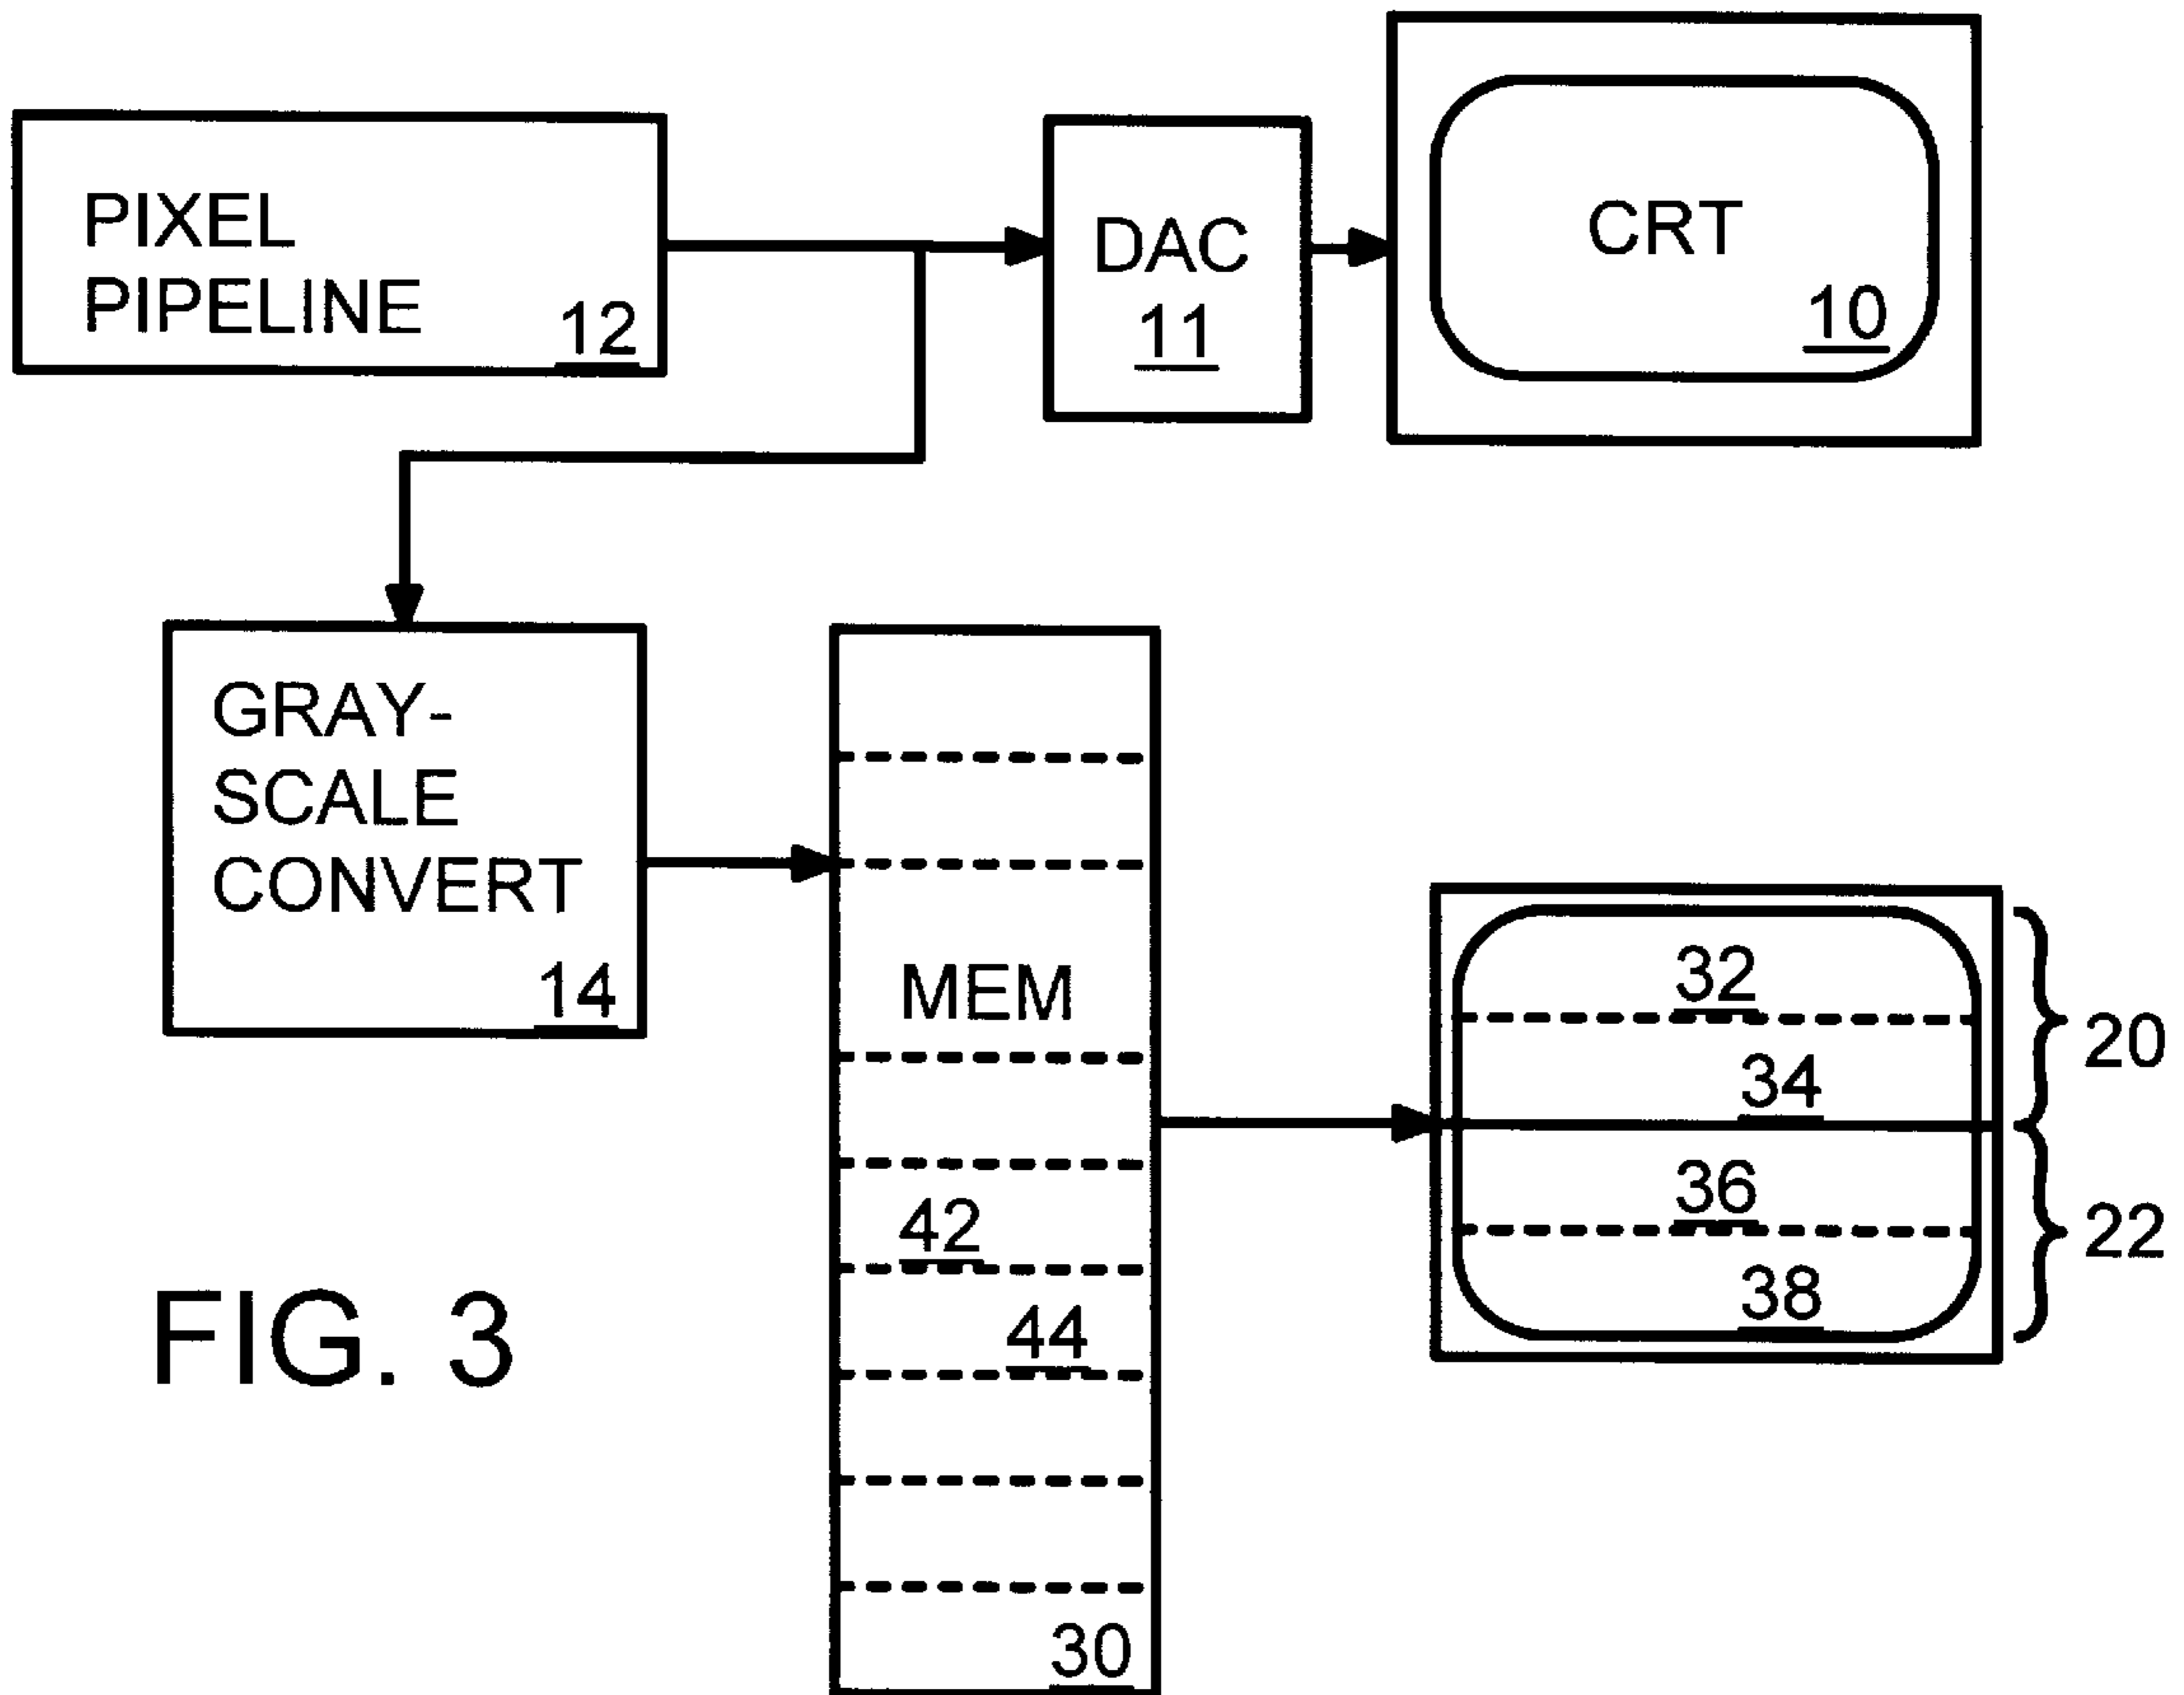 PIXEL
PIPELINE
12
DAC
11
CRT
10
GRAY-
SCALE
CONVERT
14
MEM
42
44
30
32
34
36
38
20
22
FIG. 3